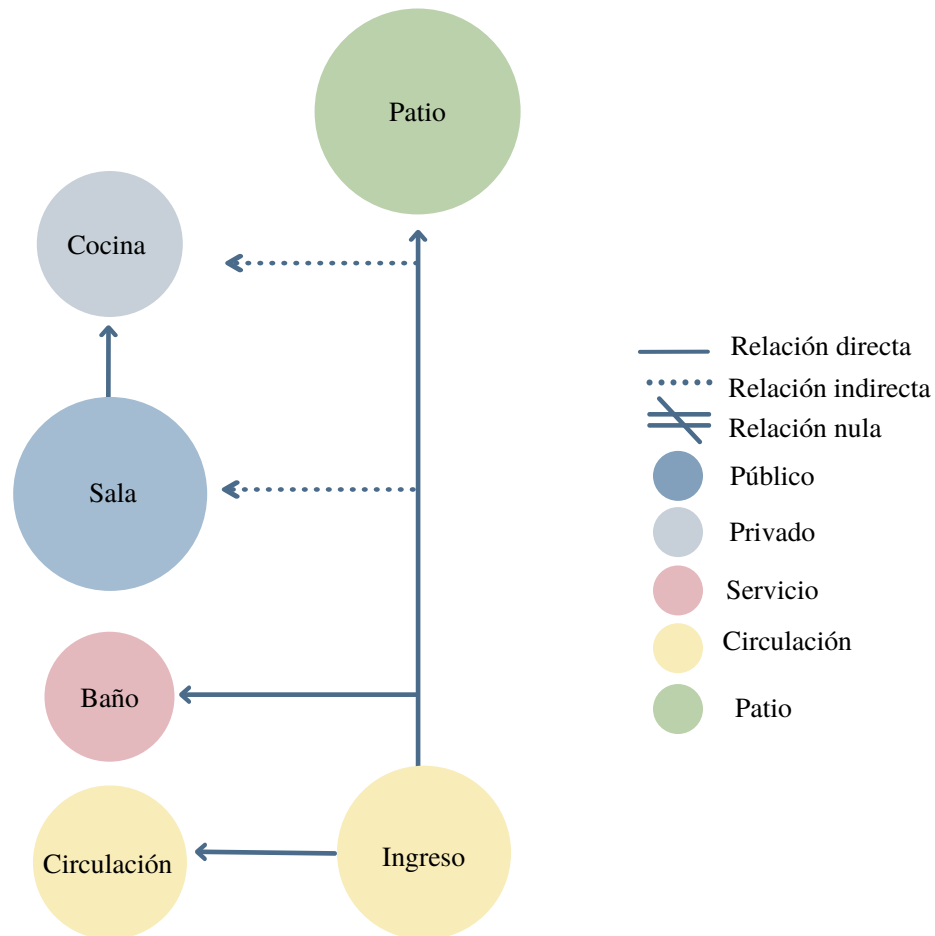 Patio
Cocina
Sala
Baño
Circulación
Ingreso
Relación directa
Relación indirecta
Relación nula
Público
Privado
Servicio
Circulación
Patio